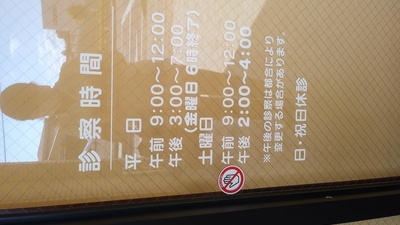 診察時間
平日
午前 9:00～12:00
午後 3:00～7:00
(金曜日6時終了)
土曜日
午前 9:00～12:00
午後 2:00～4:00
※午後の診察は都合により
変更する場合があります。
日・祝日休診